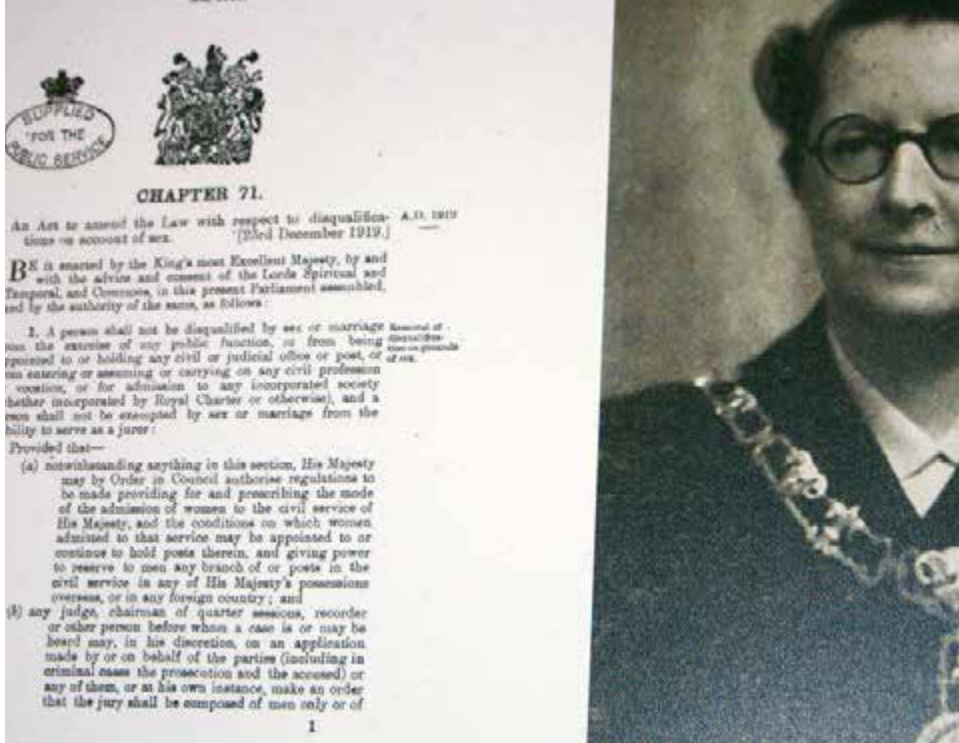 SUPPLIED
FOR THE
PUBLIC SERVICE
CHAPTER 71.
An Act to amend the Law with respect to disqualifica- A.D. 1919
tions on account of sex. [23rd December 1919.]
BE is enacted by the King's most Excellent Majesty, by and
with the advice and consent of the Lords Spiritual and
Temporal, and Commons, in this present Parliament assembled,
and by the authority of the same, as follows:
1. A person shall not be disqualified by sex or marriage
from the exercise of any public function, or from being
appointed to or holding any civil or judicial office or post, or
from entering or assuming or carrying on any civil profession
vocation, or for admission to any incorporated society
whether incorporated by Royal Charter or otherwise), and a
person shall not be exempted by sex or marriage from the
bility to serve as a juror:
Removal of
disqualifica-
tion on grounds
of sex.
Provided that—
(a) notwithstanding anything in this section, His Majesty
may by Order in Council authorise regulations to
be made providing for and prescribing the mode
of the admission of women to the civil service of
His Majesty, and the conditions on which women
admitted to that service may be appointed to or
continue to hold posts therein, and giving power
to reserve to men any branch of or posts in the
civil service in any of His Majesty's possessions
overseas, or in any foreign country; and
(b) any judge, chairman of quarter sessions, recorder
or other person before whom a case is or may be
heard may, in his discretion, on an application
made by or on behalf of the parties (including in
criminal cases the prosecution and the accused) or
any of them, or at his own instance, make an order
that the jury shall be composed of men only or of
1